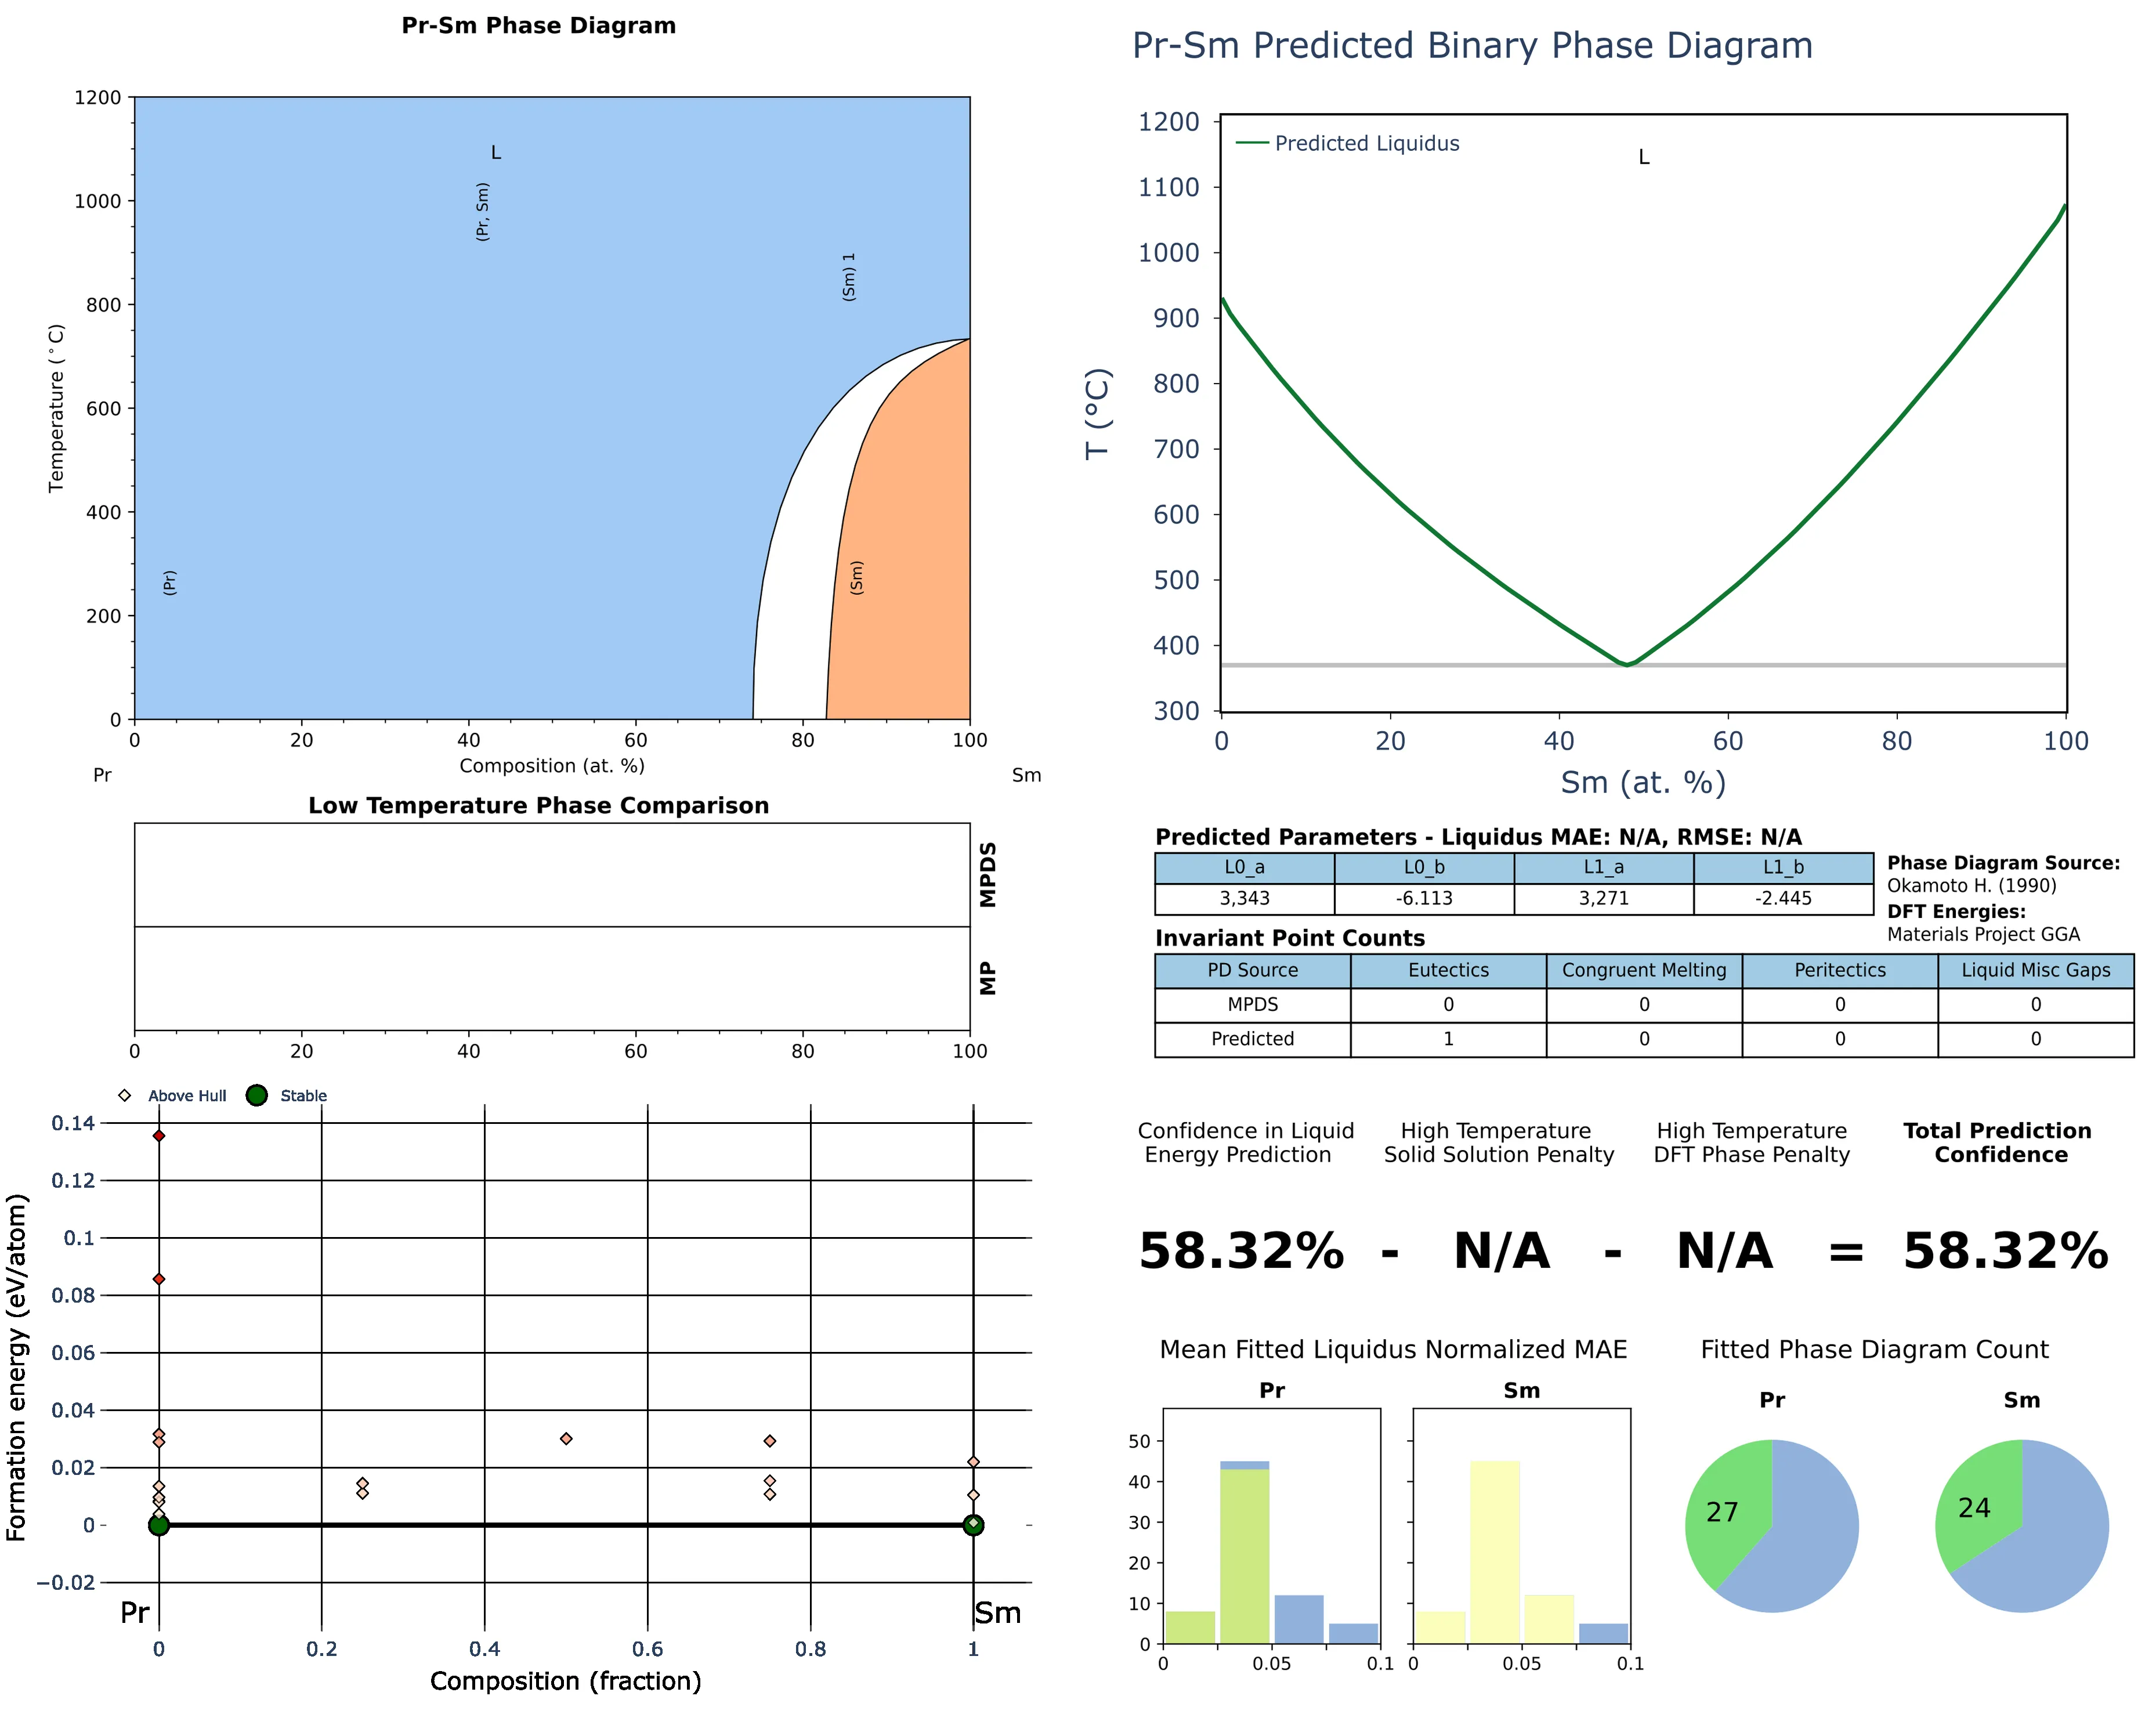 Pr-Sm Phase Diagram
1200
1000
800
600
400
200
0
Temperature (°C)
L
(Pr, Sm)
(Sm) 1
(Pr)
(Sm)
0 20 40 60 80 100
Composition (at. %)
Pr Sm
Low Temperature Phase Comparison
MPDS
MP
0 20 40 60 80 100
Above Hull Stable
0.14
0.12
0.1
0.08
0.06
0.04
0.02
0
−0.02
Formation energy (eV/atom)
Pr Sm
0 0.2 0.4 0.6 0.8 1
Composition (fraction)
Pr-Sm Predicted Binary Phase Diagram
1200
1100
1000
900
800
700
600
500
400
300
T (°C)
Predicted Liquidus
L
0 20 40 60 80 100
Sm (at. %)
Predicted Parameters - Liquidus MAE: N/A, RMSE: N/A
L0_a L0_b L1_a L1_b
3,343 -6.113 3,271 -2.445
Phase Diagram Source:
Okamoto H. (1990)
DFT Energies:
Materials Project GGA
Invariant Point Counts
PD Source Eutectics Congruent Melting Peritectics Liquid Misc Gaps
MPDS 0 0 0 0
Predicted 1 0 0 0
Confidence in Liquid
Energy Prediction
High Temperature
Solid Solution Penalty
High Temperature
DFT Phase Penalty
Total Prediction
Confidence
58.32% - N/A - N/A = 58.32%
Mean Fitted Liquidus Normalized MAE
Pr Sm
50
40
30
20
10
0
0 0.05 0.1 0 0.05 0.1
Fitted Phase Diagram Count
Pr Sm
27 24